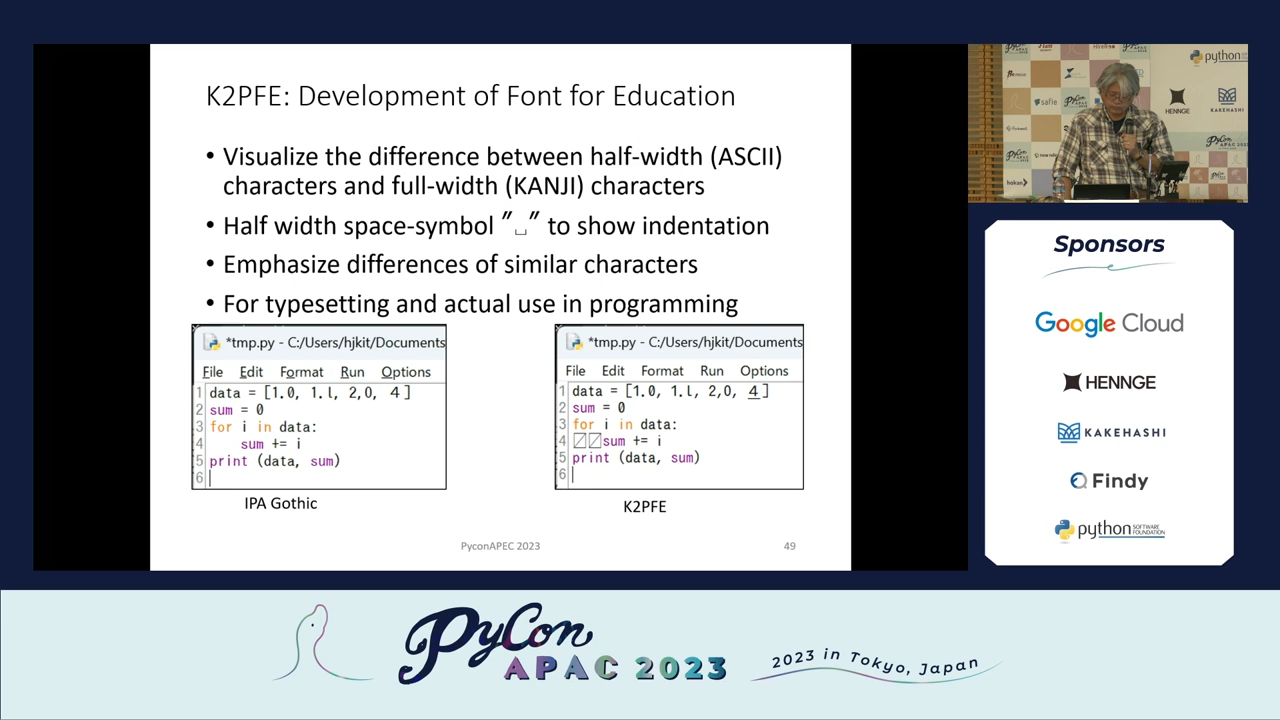 K2PFE: Development of Font for Education
• Visualize the difference between half-width (ASCII)
characters and full-width (KANJI) characters
• Half width space-symbol ″␣″ to show indentation
• Emphasize differences of similar characters
• For typesetting and actual use in programming
*tmp.py - C:/Users/hjkit/Documents
File Edit Format Run Options
1 data = [1.0, 1.l, 2,0, 4]
2 sum = 0
3 for i in data:
4     sum += i
5 print (data, sum)
6
IPA Gothic
*tmp.py - C:/Users/hjkit/Documents
File Edit Format Run Options
1 data = [1.0, 1.l, 2,0, 4]
2 sum = 0
3 for i in data:
4 〼〼sum += i
5 print (data, sum)
6
K2PFE
PyconAPEC 2023
49
python
safie
HENNGE
KAKEHASHI
hokan
Sponsors
Google Cloud
HENNGE
KAKEHASHI
Findy
python SOFTWARE FOUNDATION
PyCon
APAC 2023
2023 in Tokyo, Japan